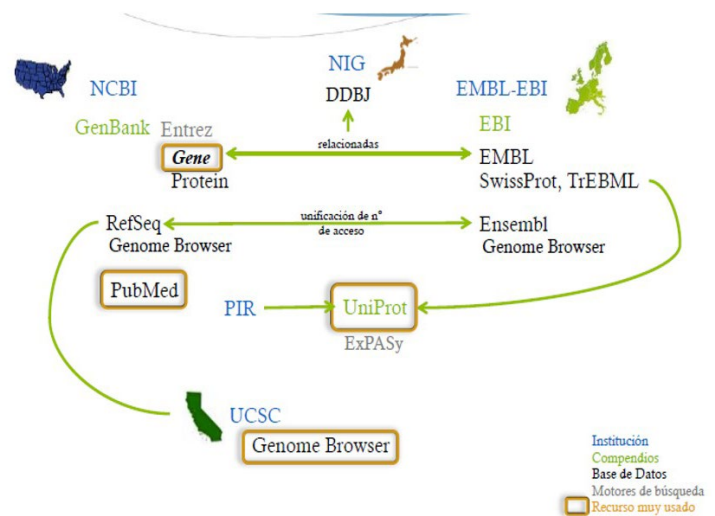 NCBI
NIG
DDBJ
EMBL-EBI
GenBank
Entrez
EBI
relacionadas
Gene
Protein
EMBL
SwissProt, TrEBML
RefSeq
Genome Browser
unificación de nº
de acceso
Ensembl
Genome Browser
PubMed
PIR
UniProt
ExPASy
UCSC
Genome Browser
Institución
Compendios
Base de Datos
Motores de búsqueda
Recurso muy usado